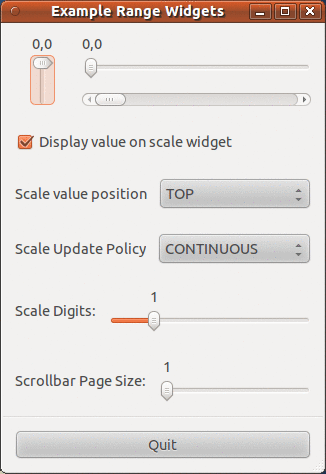 Example Range Widgets
0,0 0,0
Display value on scale widget
Scale value position TOP
Scale Update Policy CONTINUOUS
1
Scale Digits:
1
Scrollbar Page Size:
Quit